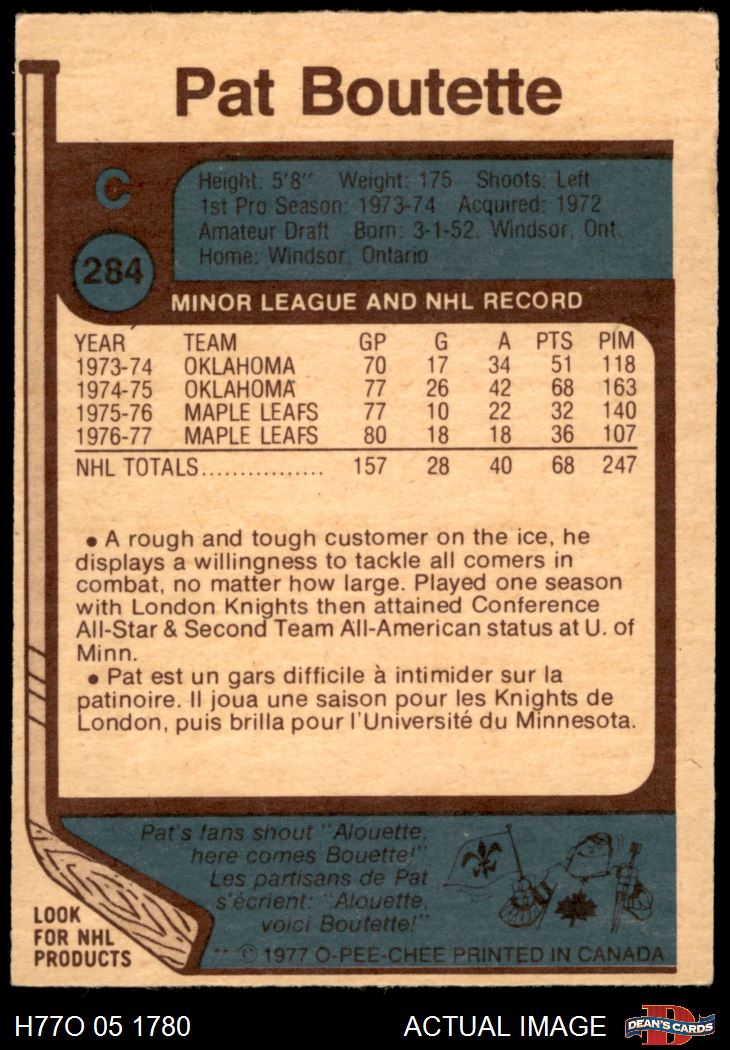 Pat Boutette
C
Height: 5'8" Weight: 175 Shoots: Left
1st Pro Season: 1973-74 Acquired: 1972
Amateur Draft Born: 3-1-52, Windsor, Ont.
Home: Windsor, Ontario
284
MINOR LEAGUE AND NHL RECORD
YEAR TEAM GP G A PTS PIM
1973-74 OKLAHOMA 70 17 34 51 118
1974-75 OKLAHOMA 77 26 42 68 163
1975-76 MAPLE LEAFS 77 10 22 32 140
1976-77 MAPLE LEAFS 80 18 18 36 107
NHL TOTALS................ 157 28 40 68 247
• A rough and tough customer on the ice, he
displays a willingness to tackle all comers in
combat, no matter how large. Played one season
with London Knights then attained Conference
All-Star & Second Team All-American status at U. of
Minn.
• Pat est un gars difficile à intimider sur la
patinoire. Il joua une saison pour les Knights de
London, puis brilla pour l'Université du Minnesota.
Pat's fans shout "Alouette,
here comes Bouette!"
Les partisans de Pat
s'écrient: "Alouette,
voici Boutette!"
LOOK
FOR NHL
PRODUCTS
** © 1977 O-PEE-CHEE PRINTED IN CANADA
H77O 05 1780 ACTUAL IMAGE
D
DEAN'S CARDS